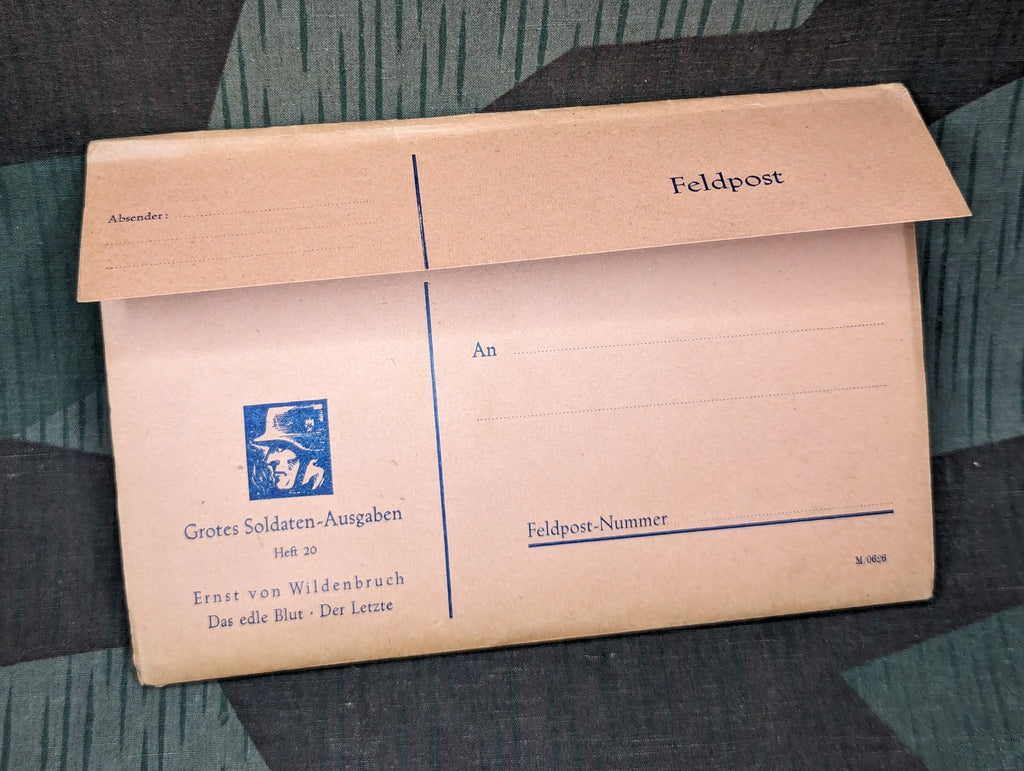 Absender:
Feldpost
An
Grotes Soldaten-Ausgaben
Heft 20
Ernst von Wildenbruch
Das edle Blut · Der Letzte
Feldpost-Nummer
M/0626